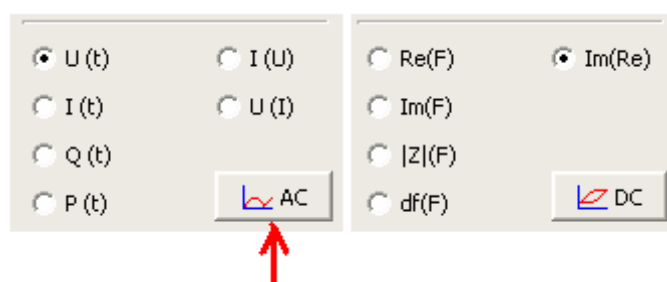 U (t) I (U) Re(F) Im(Re)
I (t) U (I) Im(F)
Q (t) |Z|(F)
P (t) AC df(F) DC